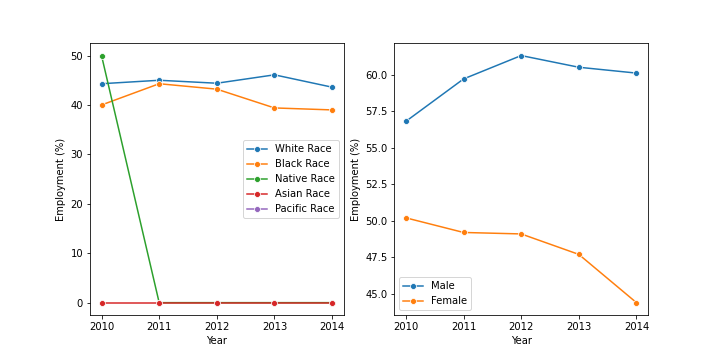 50
40
30
20
10
0
Employment (%)
2010 2011 2012 2013 2014
Year
White Race
Black Race
Native Race
Asian Race
Pacific Race
60.0
57.5
55.0
52.5
50.0
47.5
45.0
Employment (%)
2010 2011 2012 2013 2014
Year
Male
Female